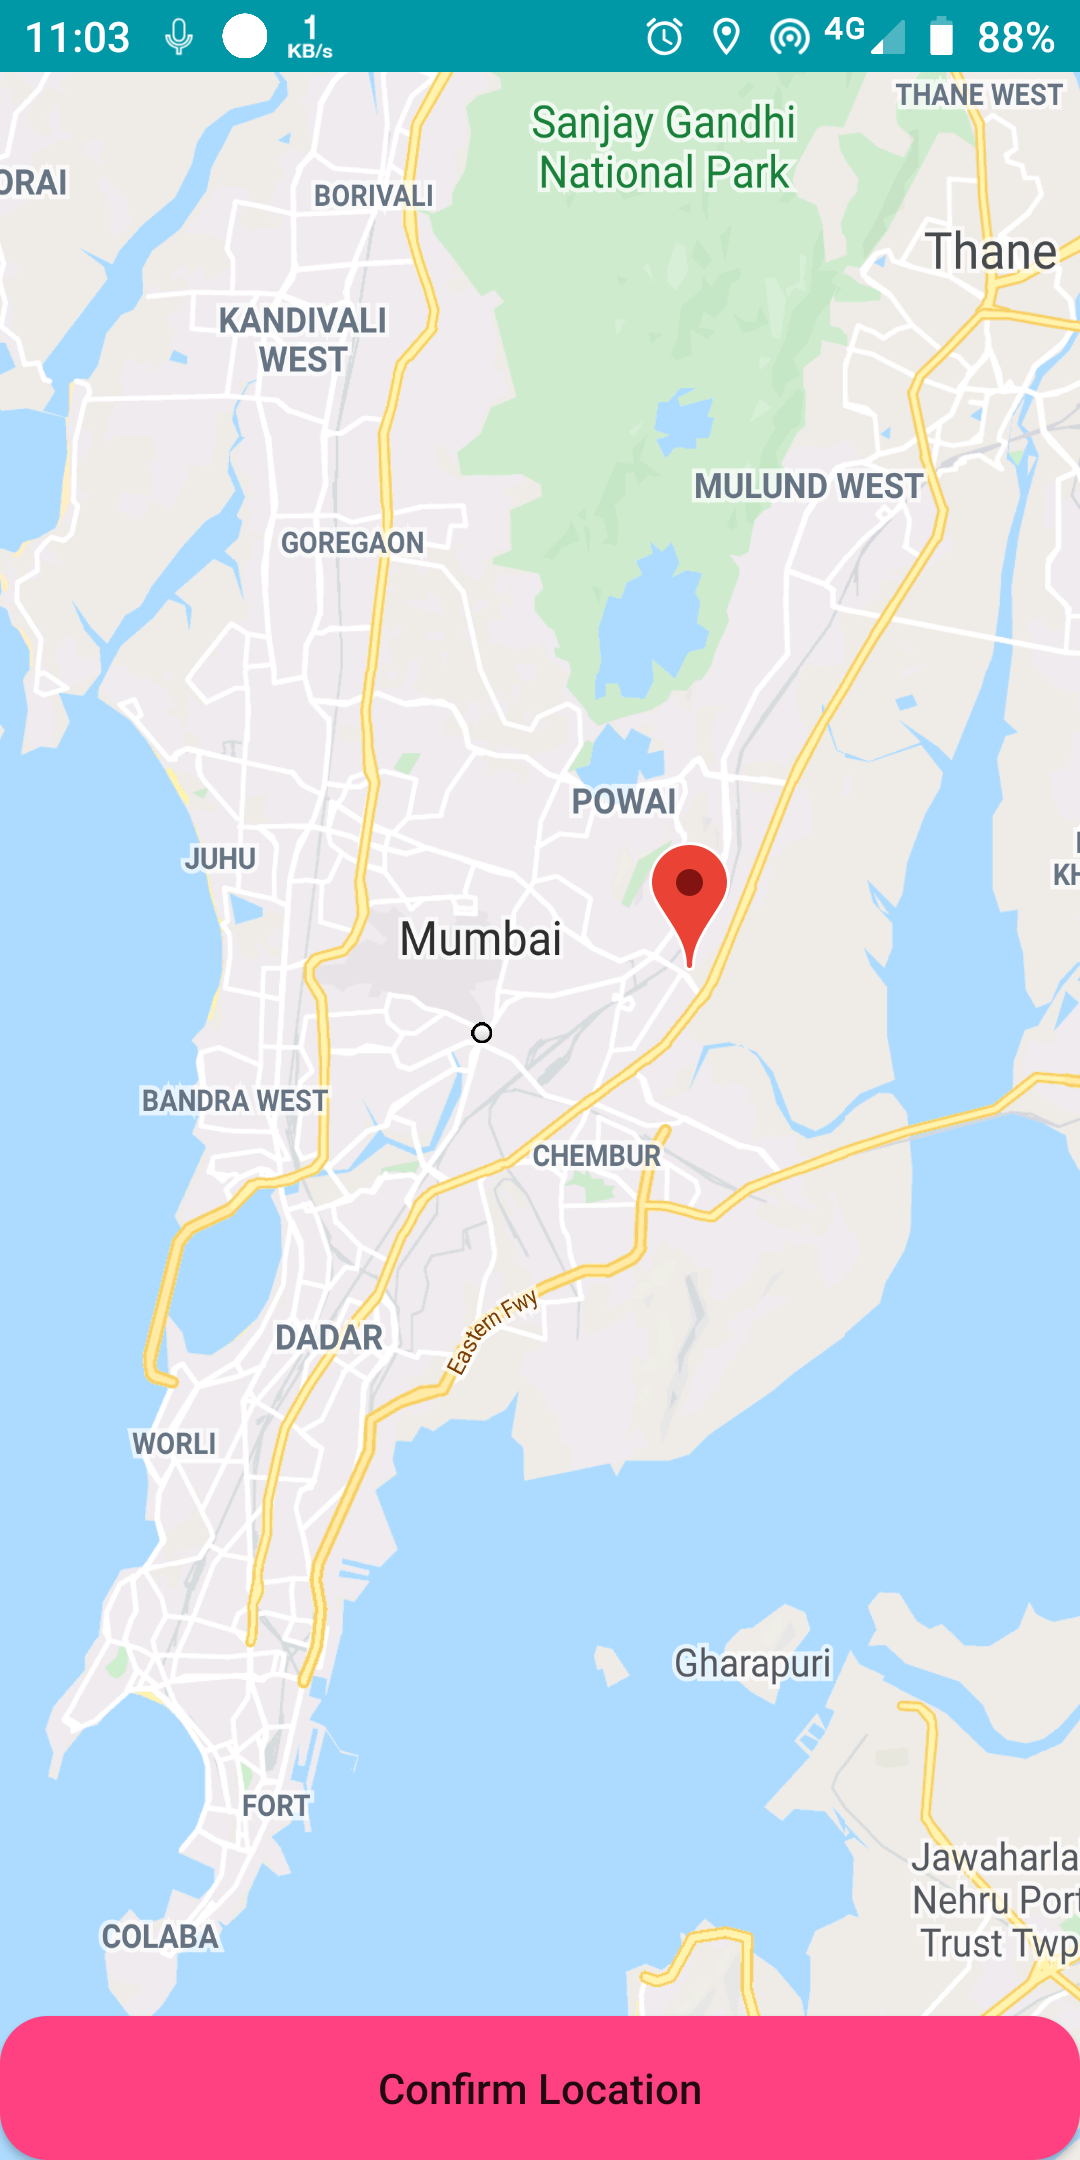 11:03
1
KB/s
4G
88%
THANE WEST
Sanjay Gandhi
National Park
ORAI
BORIVALI
Thane
KANDIVALI
WEST
MULUND WEST
GOREGAON
POWAI
JUHU
KH
Mumbai
BANDRA WEST
CHEMBUR
Eastern Fwy
DADAR
WORLI
Gharapuri
FORT
Jawaharla
Nehru Port
Trust Twp
COLABA
Confirm Location